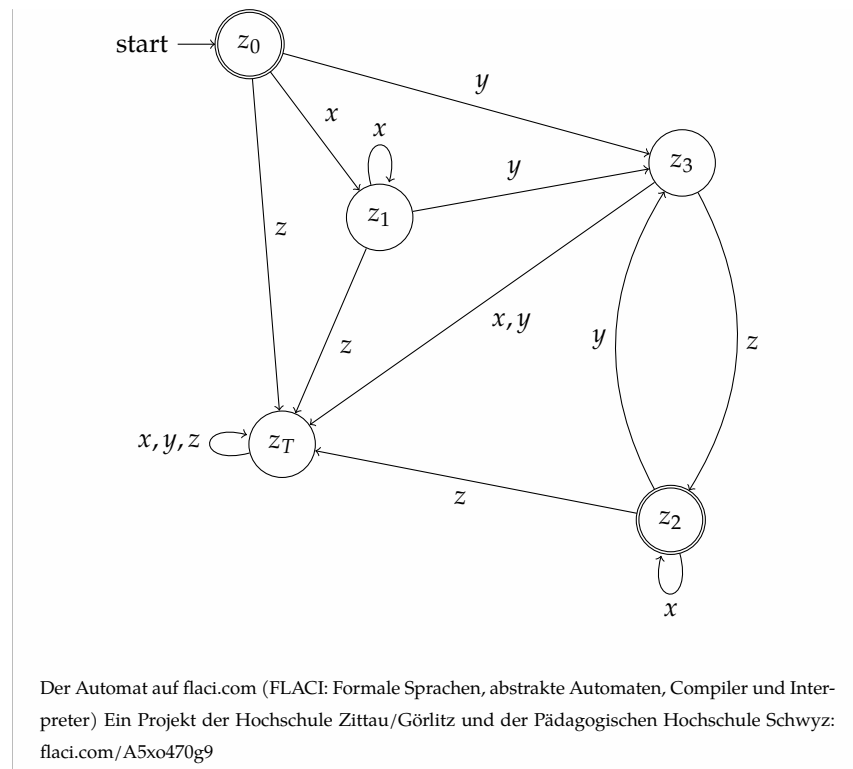 start
z0
y
x
x
z3
y
z1
z
x, y
y
z
z
x, y, z
zT
z
z2
x
Der Automat auf flaci.com (FLACI: Formale Sprachen, abstrakte Automaten, Compiler und Inter-
preter) Ein Projekt der Hochschule Zittau/Görlitz und der Pädagogischen Hochschule Schwyz:
flaci.com/A5xo470g9